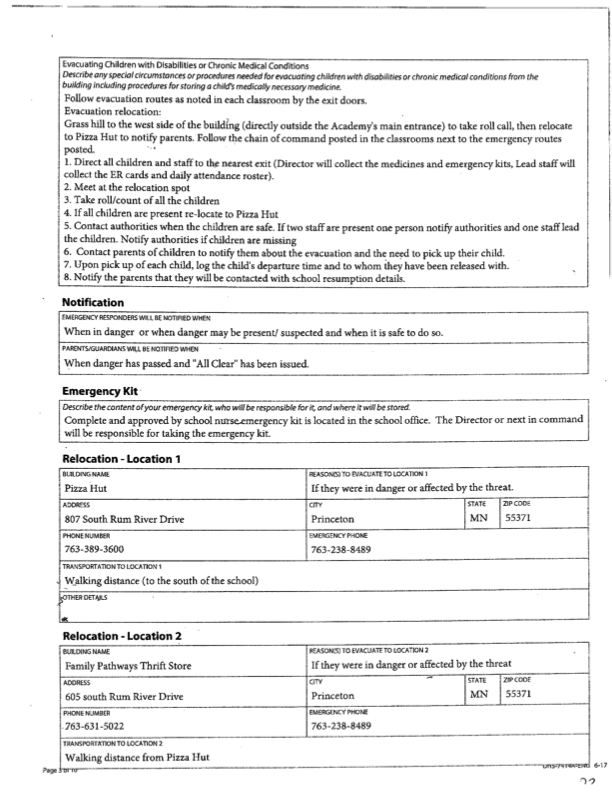 Evacuating Children with Disabilities or Chronic Medical Conditions
Describe any special circumstances or procedures needed for evacuating children with disabilities or chronic medical conditions from the
building including procedures for storing a child's medically necessary medicine.
Follow evacuation routes as noted in each classroom by the exit doors.
Evacuation relocation:
Grass hill to the west side of the building (directly outside the Academy's main entrance) to take roll call, then relocate
to Pizza Hut to notify parents. Follow the chain of command posted in the classrooms next to the emergency routes
posted.
1. Direct all children and staff to the nearest exit (Director will collect the medicines and emergency kits, Lead staff will
collect the ER cards and daily attendance roster).
2. Meet at the relocation spot
3. Take roll/count of all the children
4. If all children are present re-locate to Pizza Hut
5. Contact authorities when the children are safe. If two staff are present one person notify authorities and one staff lead
the children. Notify authorities if children are missing
6. Contact parents of children to notify them about the evacuation and the need to pick up their child.
7. Upon pick up of each child, log the child's departure time and to whom they have been released with.
8. Notify the parents that they will be contacted with school resumption details.
Notification
EMERGENCY RESPONDERS WILL BE NOTIFIED WHEN
When in danger or when danger may be present/ suspected and when it is safe to do so.
PARENTS/GUARDIANS WILL BE NOTIFIED WHEN
When danger has passed and "All Clear" has been issued.
Emergency Kit
Describe the content of your emergency kit, who will be responsible for it, and where it will be stored.
Complete and approved by school nurse.emergency kit is located in the school office. The Director or next in command
will be responsible for taking the emergency kit.
Relocation - Location 1
BUILDING NAME REASON(S) TO EVACUATE TO LOCATION 1
Pizza Hut If they were in danger or affected by the threat.
ADDRESS CITY STATE ZIP CODE
807 South Rum River Drive Princeton MN 55371
PHONE NUMBER EMERGENCY PHONE
763-389-3600 763-238-8489
TRANSPORTATION TO LOCATION 1
Walking distance (to the south of the school)
OTHER DETAILS
Relocation - Location 2
BUILDING NAME REASON(S) TO EVACUATE TO LOCATION 2
Family Pathways Thrift Store If they were in danger or affected by the threat
ADDRESS CITY STATE ZIP CODE
605 south Rum River Drive Princeton MN 55371
PHONE NUMBER EMERGENCY PHONE
763-631-5022 763-238-8489
TRANSPORTATION TO LOCATION 2
Walking distance from Pizza Hut
Page 3 of 10 6-17